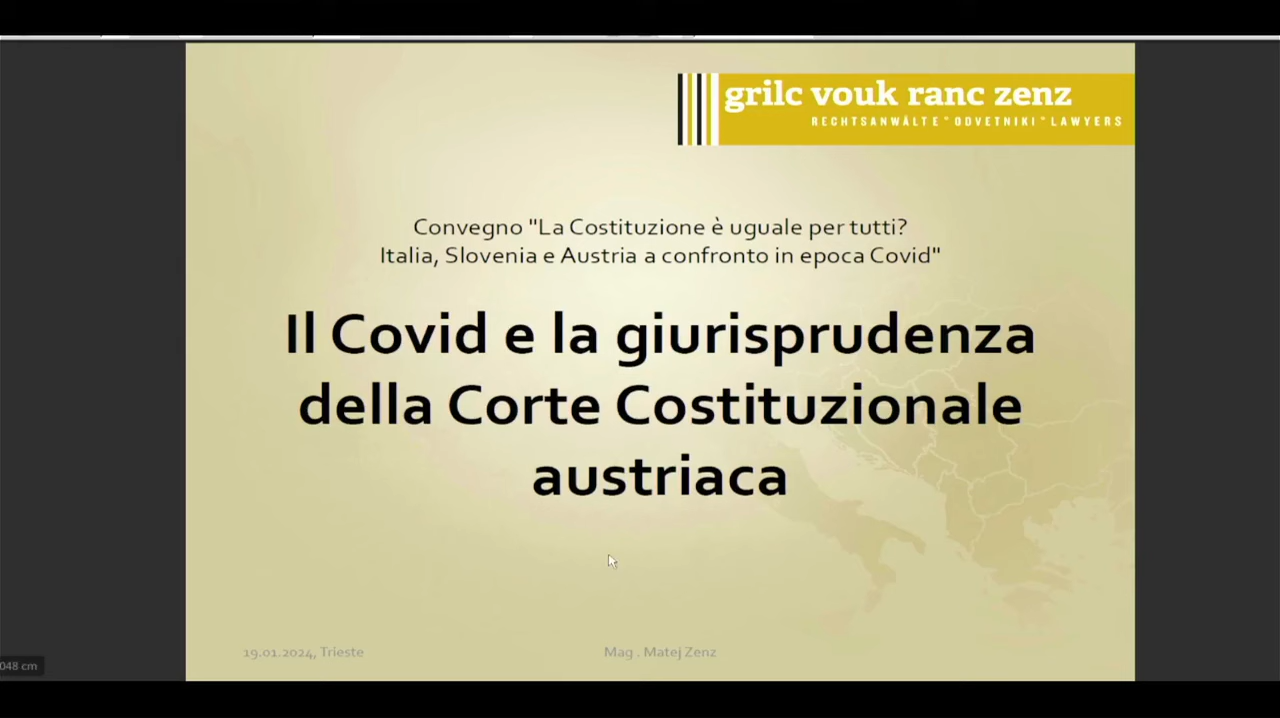 grilc vouk ranc zenz
RECHTSANWÄLTE * ODVETNIKI * LAWYERS
Convegno "La Costituzione è uguale per tutti?
Italia, Slovenia e Austria a confronto in epoca Covid"
Il Covid e la giurisprudenza
della Corte Costituzionale
austriaca
19.01.2024, Trieste
Mag . Matej Zenz
048 cm